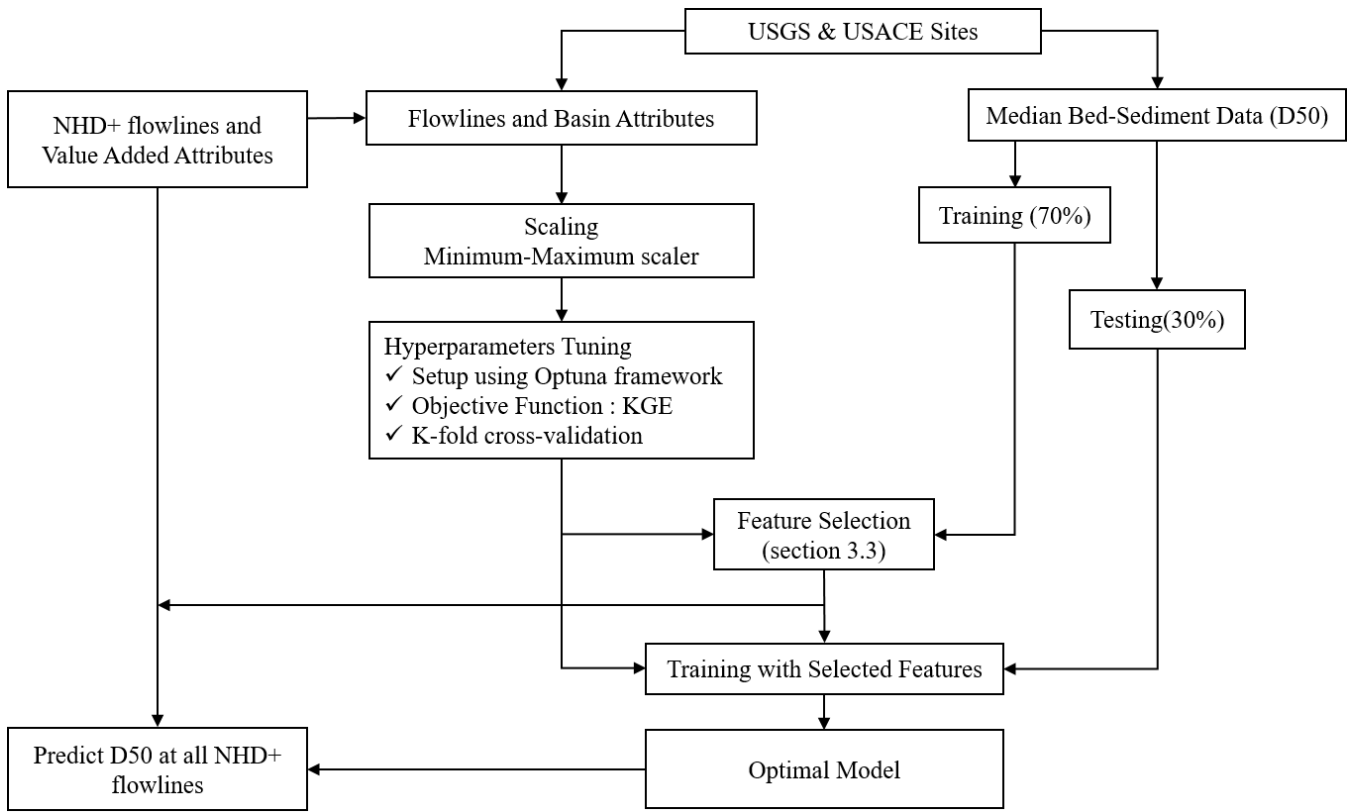 USGS & USACE Sites
NHD+ flowlines and
Value Added Attributes
Flowlines and Basin Attributes
Median Bed-Sediment Data (D50)
Training (70%)
Scaling
Minimum-Maximum scaler
Testing(30%)
Hyperparameters Tuning
✓ Setup using Optuna framework
✓ Objective Function : KGE
✓ K-fold cross-validation
Feature Selection
(section 3.3)
Training with Selected Features
Predict D50 at all NHD+
flowlines
Optimal Model